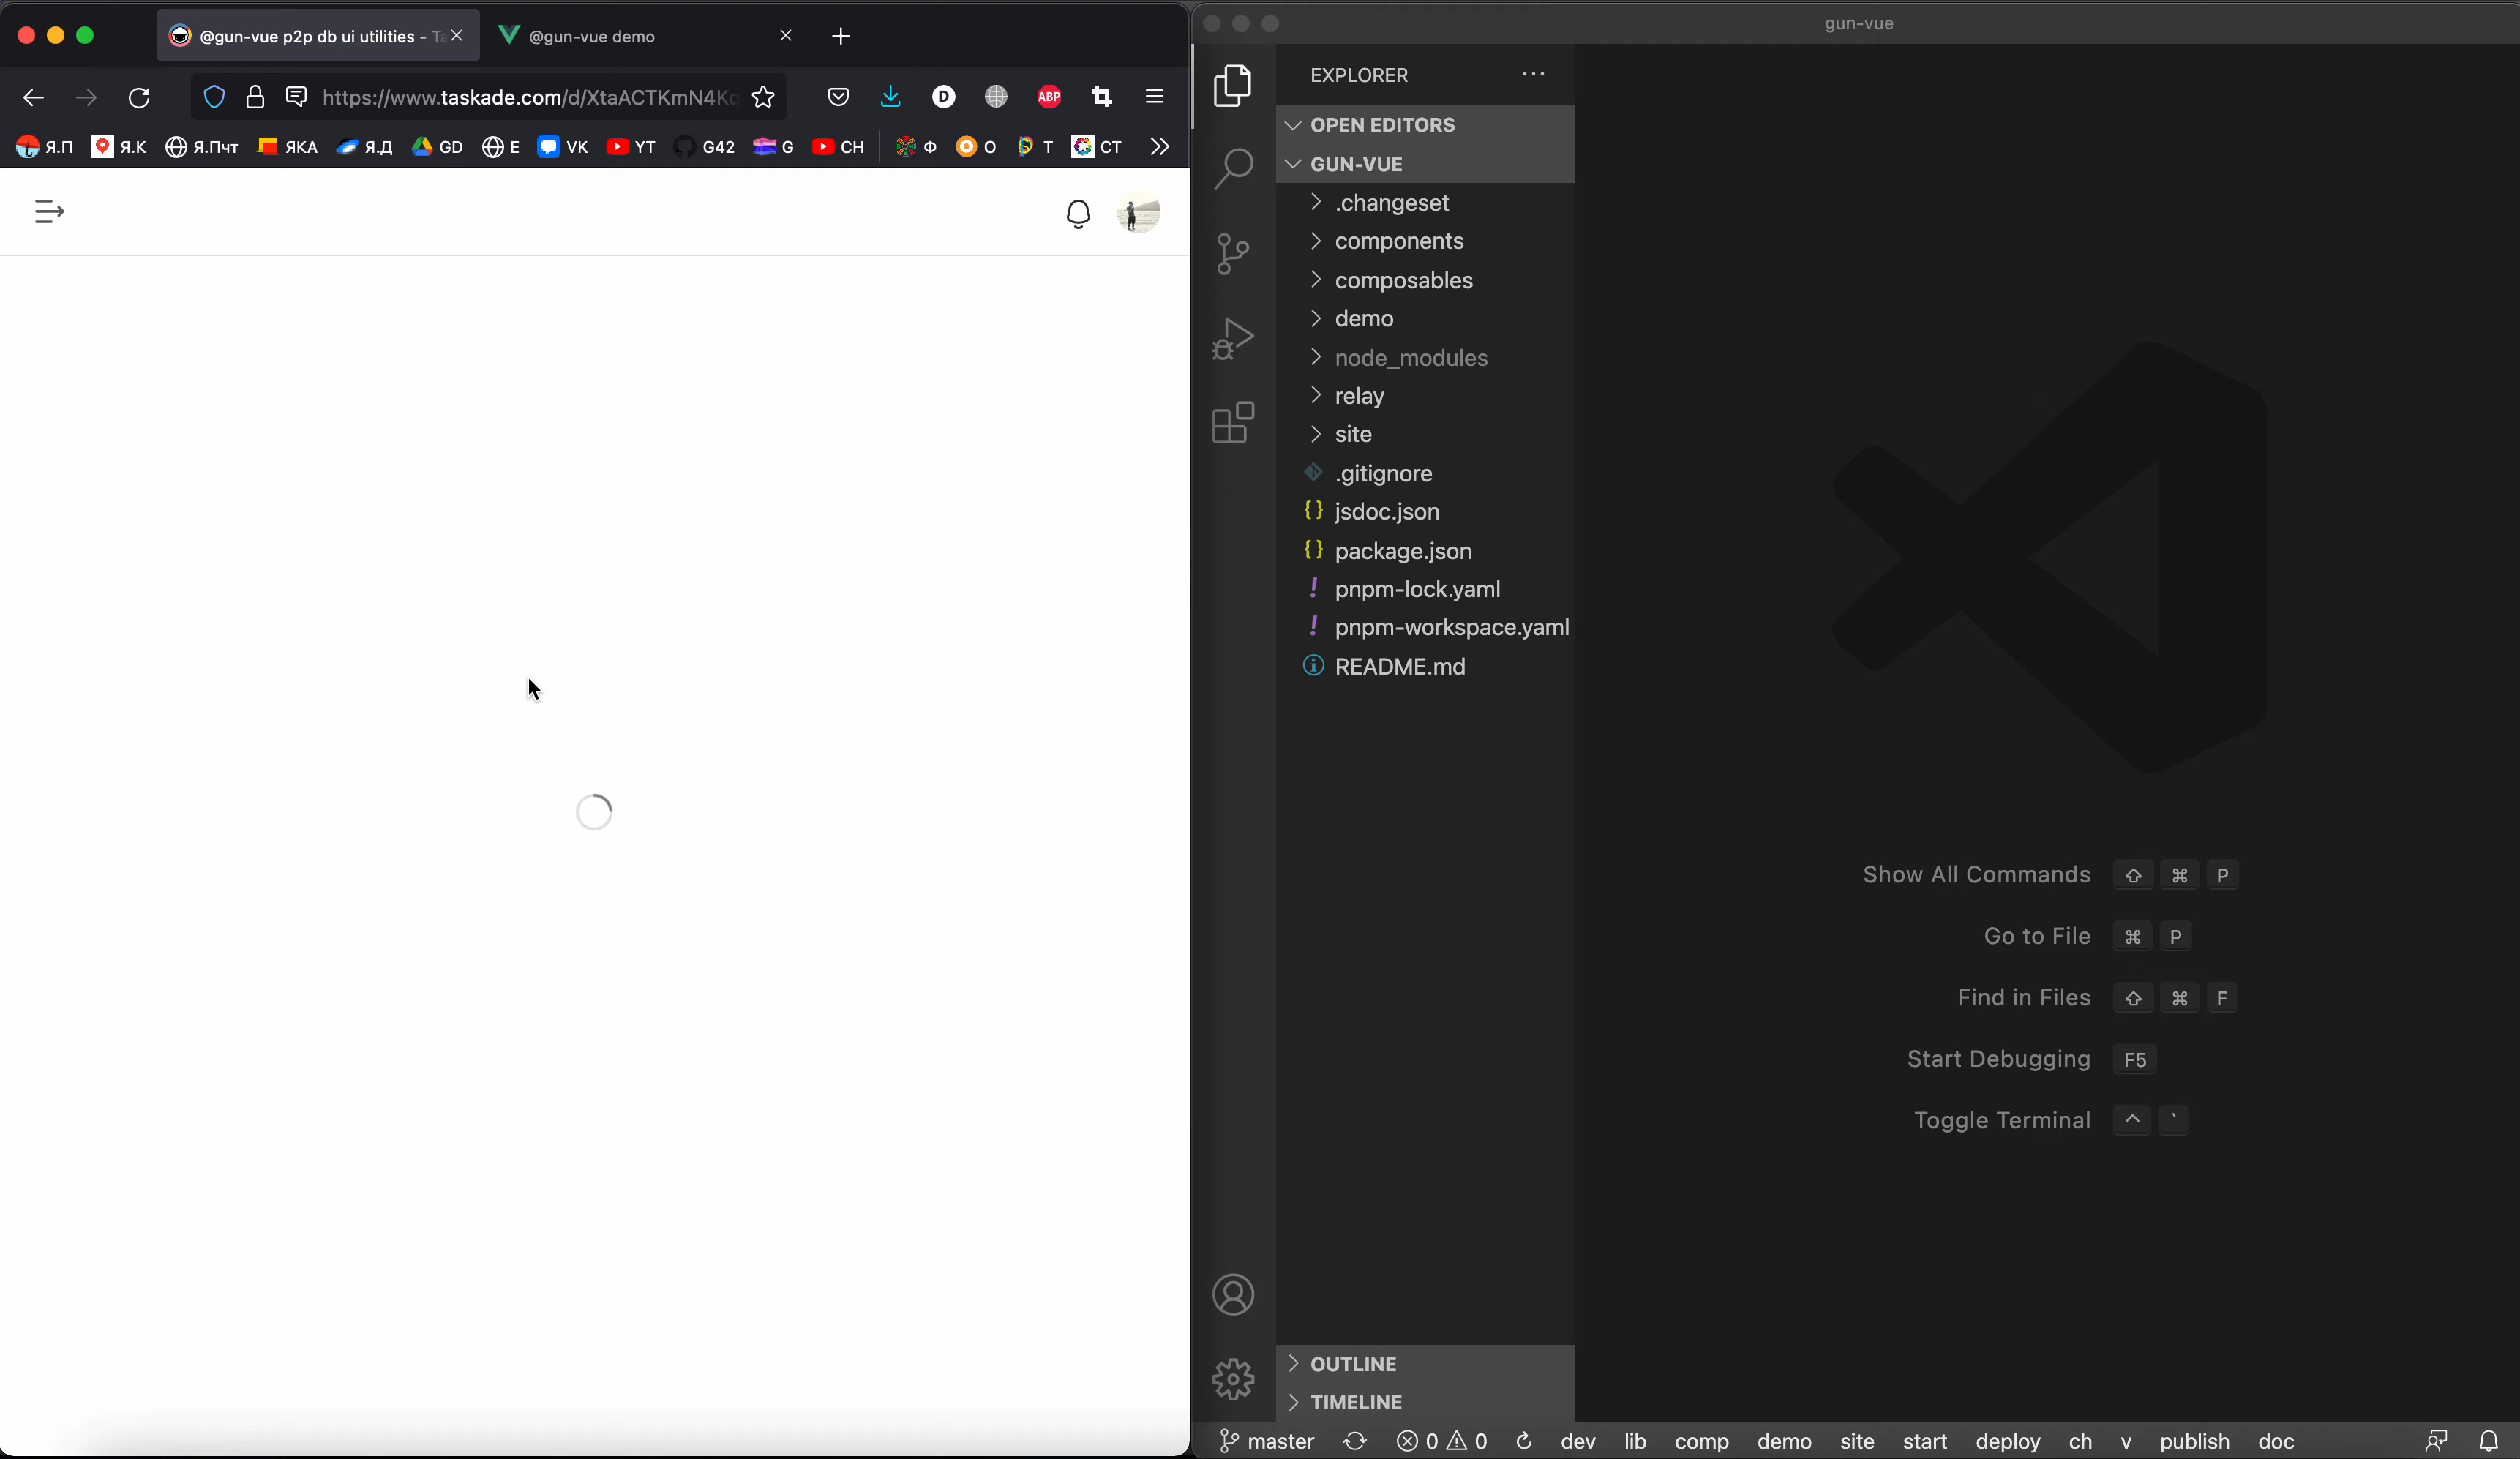 @gun-vue p2p db ui utilities - Ta
@gun-vue demo
https://www.taskade.com/d/XtaACTKmN4K
D
ABP
Я.П
Я.К
Я.Пчт
ЯКА
Я.Д
GD
E
VK
YT
G42
G
CH
Ф
О
T
CT
gun-vue
EXPLORER
OPEN EDITORS
GUN-VUE
.changeset
components
composables
demo
node_modules
relay
site
.gitignore
{} jsdoc.json
{} package.json
! pnpm-lock.yaml
! pnpm-workspace.yaml
README.md
Show All Commands ⇧ ⌘ P
Go to File ⌘ P
Find in Files ⇧ ⌘ F
Start Debugging F5
Toggle Terminal ^ `
OUTLINE
TIMELINE
master 0 0 dev lib comp demo site start deploy ch v publish doc